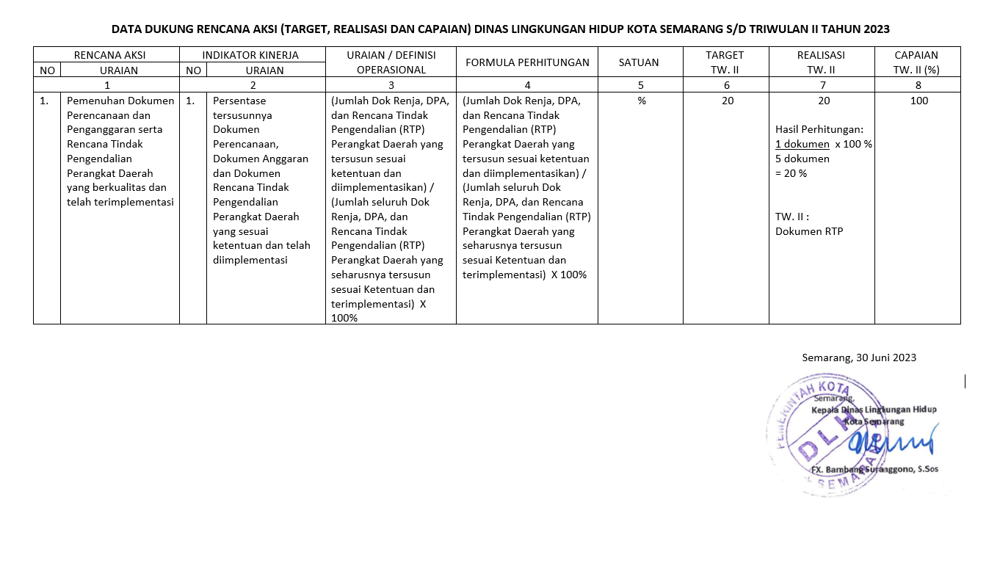 DATA DUKUNG RENCANA AKSI (TARGET, REALISASI DAN CAPAIAN) DINAS LINGKUNGAN HIDUP KOTA SEMARANG S/D TRIWULAN II TAHUN 2023
RENCANA AKSI
NO
URAIAN
INDIKATOR KINERJA
NO
URAIAN
URAIAN / DEFINISI
OPERASIONAL
FORMULA PERHITUNGAN
SATUAN
TARGET
TW. II
REALISASI
TW. II
CAPAIAN
TW. II (%)
1
2
3
4
5
6
7
8
1.
Pemenuhan Dokumen
Perencanaan dan
Penganggaran serta
Rencana Tindak
Pengendalian
Perangkat Daerah
yang berkualitas dan
telah terimplementasi
1.
Persentase
tersusunnya
Dokumen
Perencanaan,
Dokumen Anggaran
dan Dokumen
Rencana Tindak
Pengendalian
Perangkat Daerah
yang sesuai
ketentuan dan telah
diimplementasi
(Jumlah Dok Renja, DPA,
dan Rencana Tindak
Pengendalian (RTP)
Perangkat Daerah yang
tersusun sesuai
ketentuan dan
diimplementasikan) /
(Jumlah seluruh Dok
Renja, DPA, dan
Rencana Tindak
Pengendalian (RTP)
Perangkat Daerah yang
seharusnya tersusun
sesuai Ketentuan dan
terimplementasi) X
100%
(Jumlah Dok Renja, DPA,
dan Rencana Tindak
Pengendalian (RTP)
Perangkat Daerah yang
tersusun sesuai ketentuan
dan diimplementasikan) /
(Jumlah seluruh Dok
Renja, DPA, dan Rencana
Tindak Pengendalian (RTP)
Perangkat Daerah yang
seharusnya tersusun
sesuai Ketentuan dan
terimplementasi) X 100%
%
20
20
Hasil Perhitungan:
1 dokumen x 100 %
5 dokumen
= 20 %
TW. II :
Dokumen RTP
100
Semarang, 30 Juni 2023
PEMERINTAH KOTA
SEMARANG
DLH
Semarang,
Kepala Dinas Lingkungan Hidup
Kota Semarang
FX. Bambang Suranggono, S.Sos